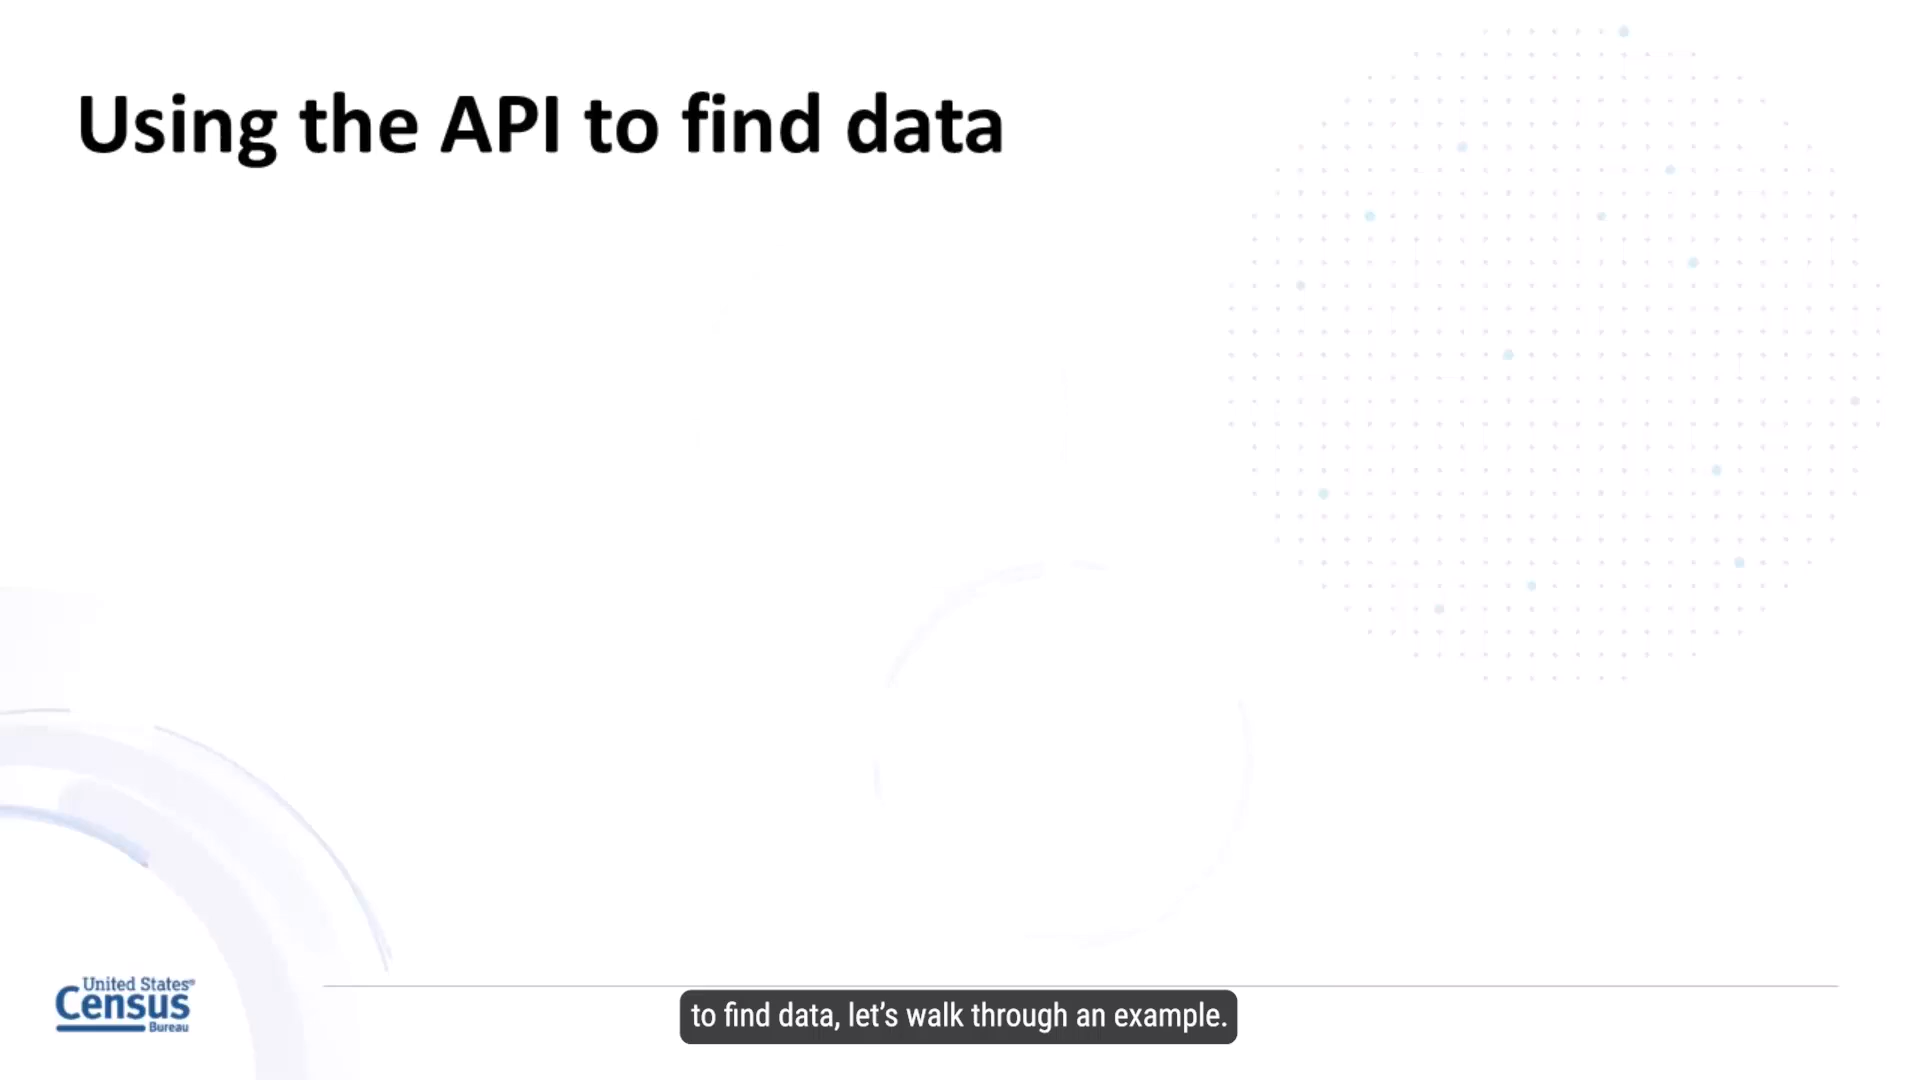 Using the API to find data
United States®
Census
Bureau
to find data, let's walk through an example.